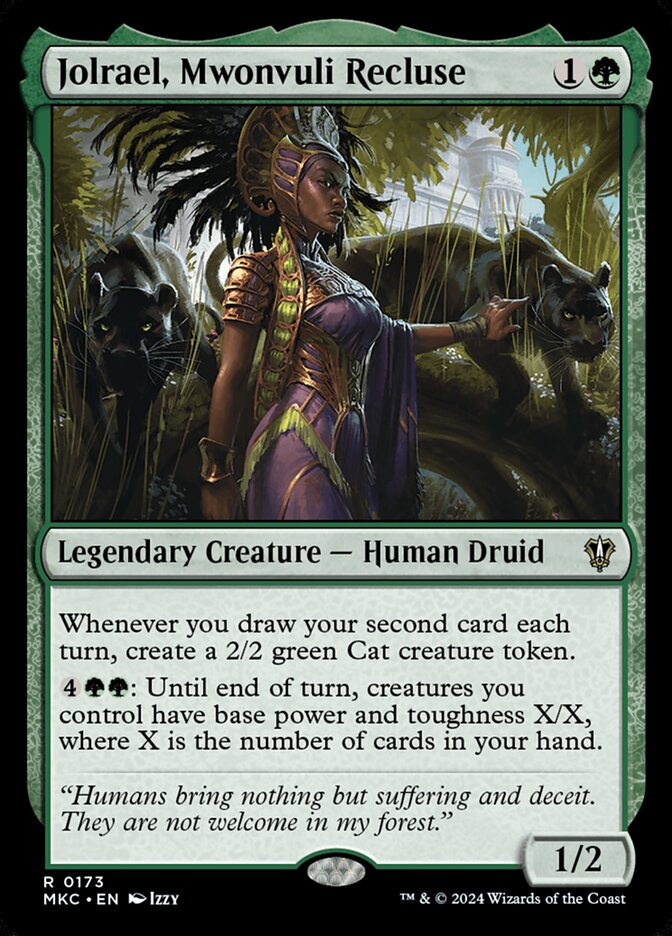 Jolrael, Mwonvuli Recluse 1
Legendary Creature — Human Druid
Whenever you draw your second card each
turn, create a 2/2 green Cat creature token.
4: Until end of turn, creatures you
control have base power and toughness X/X,
where X is the number of cards in your hand.
“Humans bring nothing but suffering and deceit.
They are not welcome in my forest.”
1/2
R 0173
MKC • EN Izzy
™ & © 2024 Wizards of the Coast